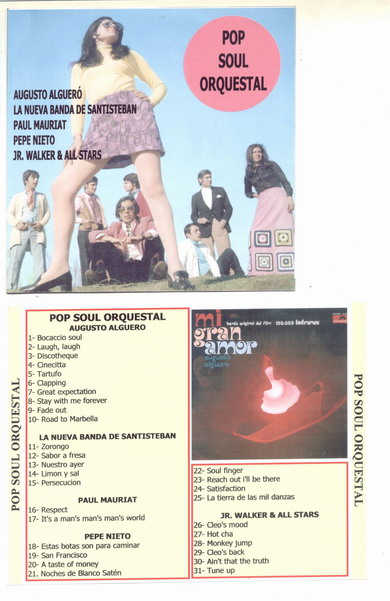 POP
SOUL
ORQUESTAL
AUGUSTO ALGUERÓ
LA NUEVA BANDA DE SANTISTEBAN
PAUL MAURIAT
PEPE NIETO
JR. WALKER & ALL STARS
POP SOUL ORQUESTAL
POP SOUL ORQUESTAL
AUGUSTO ALGUERO
1- Bocaccio soul
2- Laugh, laugh
3- Discotheque
4- Cinecitta
5- Tartufo
6- Clapping
7- Great expectation
8- Stay with me forever
9- Fade out
10- Road to Marbella
LA NUEVA BANDA DE SANTISTEBAN
11- Zorongo
12- Sabor a fresa
13- Nuestro ayer
14- Limon y sal
15- Persecucion
PAUL MAURIAT
16- Respect
17- It's a man's man's man's world
PEPE NIETO
18- Estas botas son para caminar
19- San Francisco
20- A taste of money
21. Noches de Blanco Satén
banda original del film
mi
gran
amor
augusto
algueró
22- Soul finger
23- Reach out i'll be there
24- Satisfaction
25- La tierra de las mil danzas
JR. WALKER & ALL STARS
26- Cleo's mood
27- Hot cha
28- Monkey Jump
29- Cleo's back
30- Ain't that the truth
31- Tune up
POP SOUL ORQUESTAL